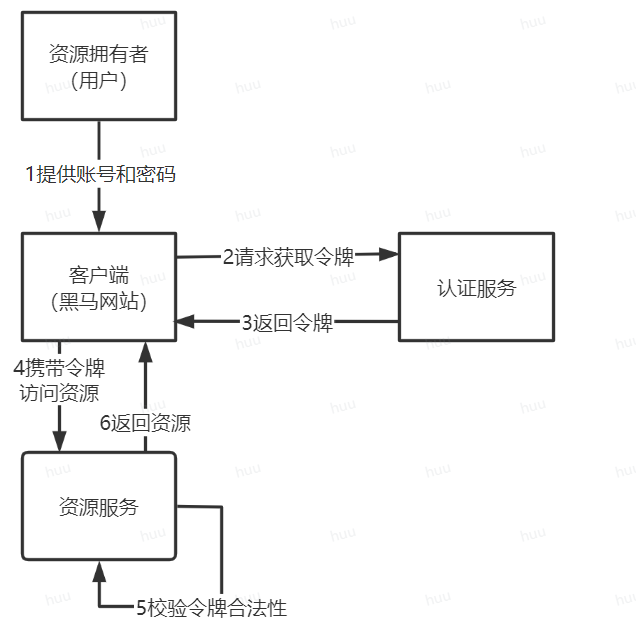 资源拥有者
（用户）
1提供账号和密码
客户端
（黑马网站）
2请求获取令牌
认证服务
3返回令牌
4携带令牌
访问资源
6返回资源
资源服务
5校验令牌合法性
huu